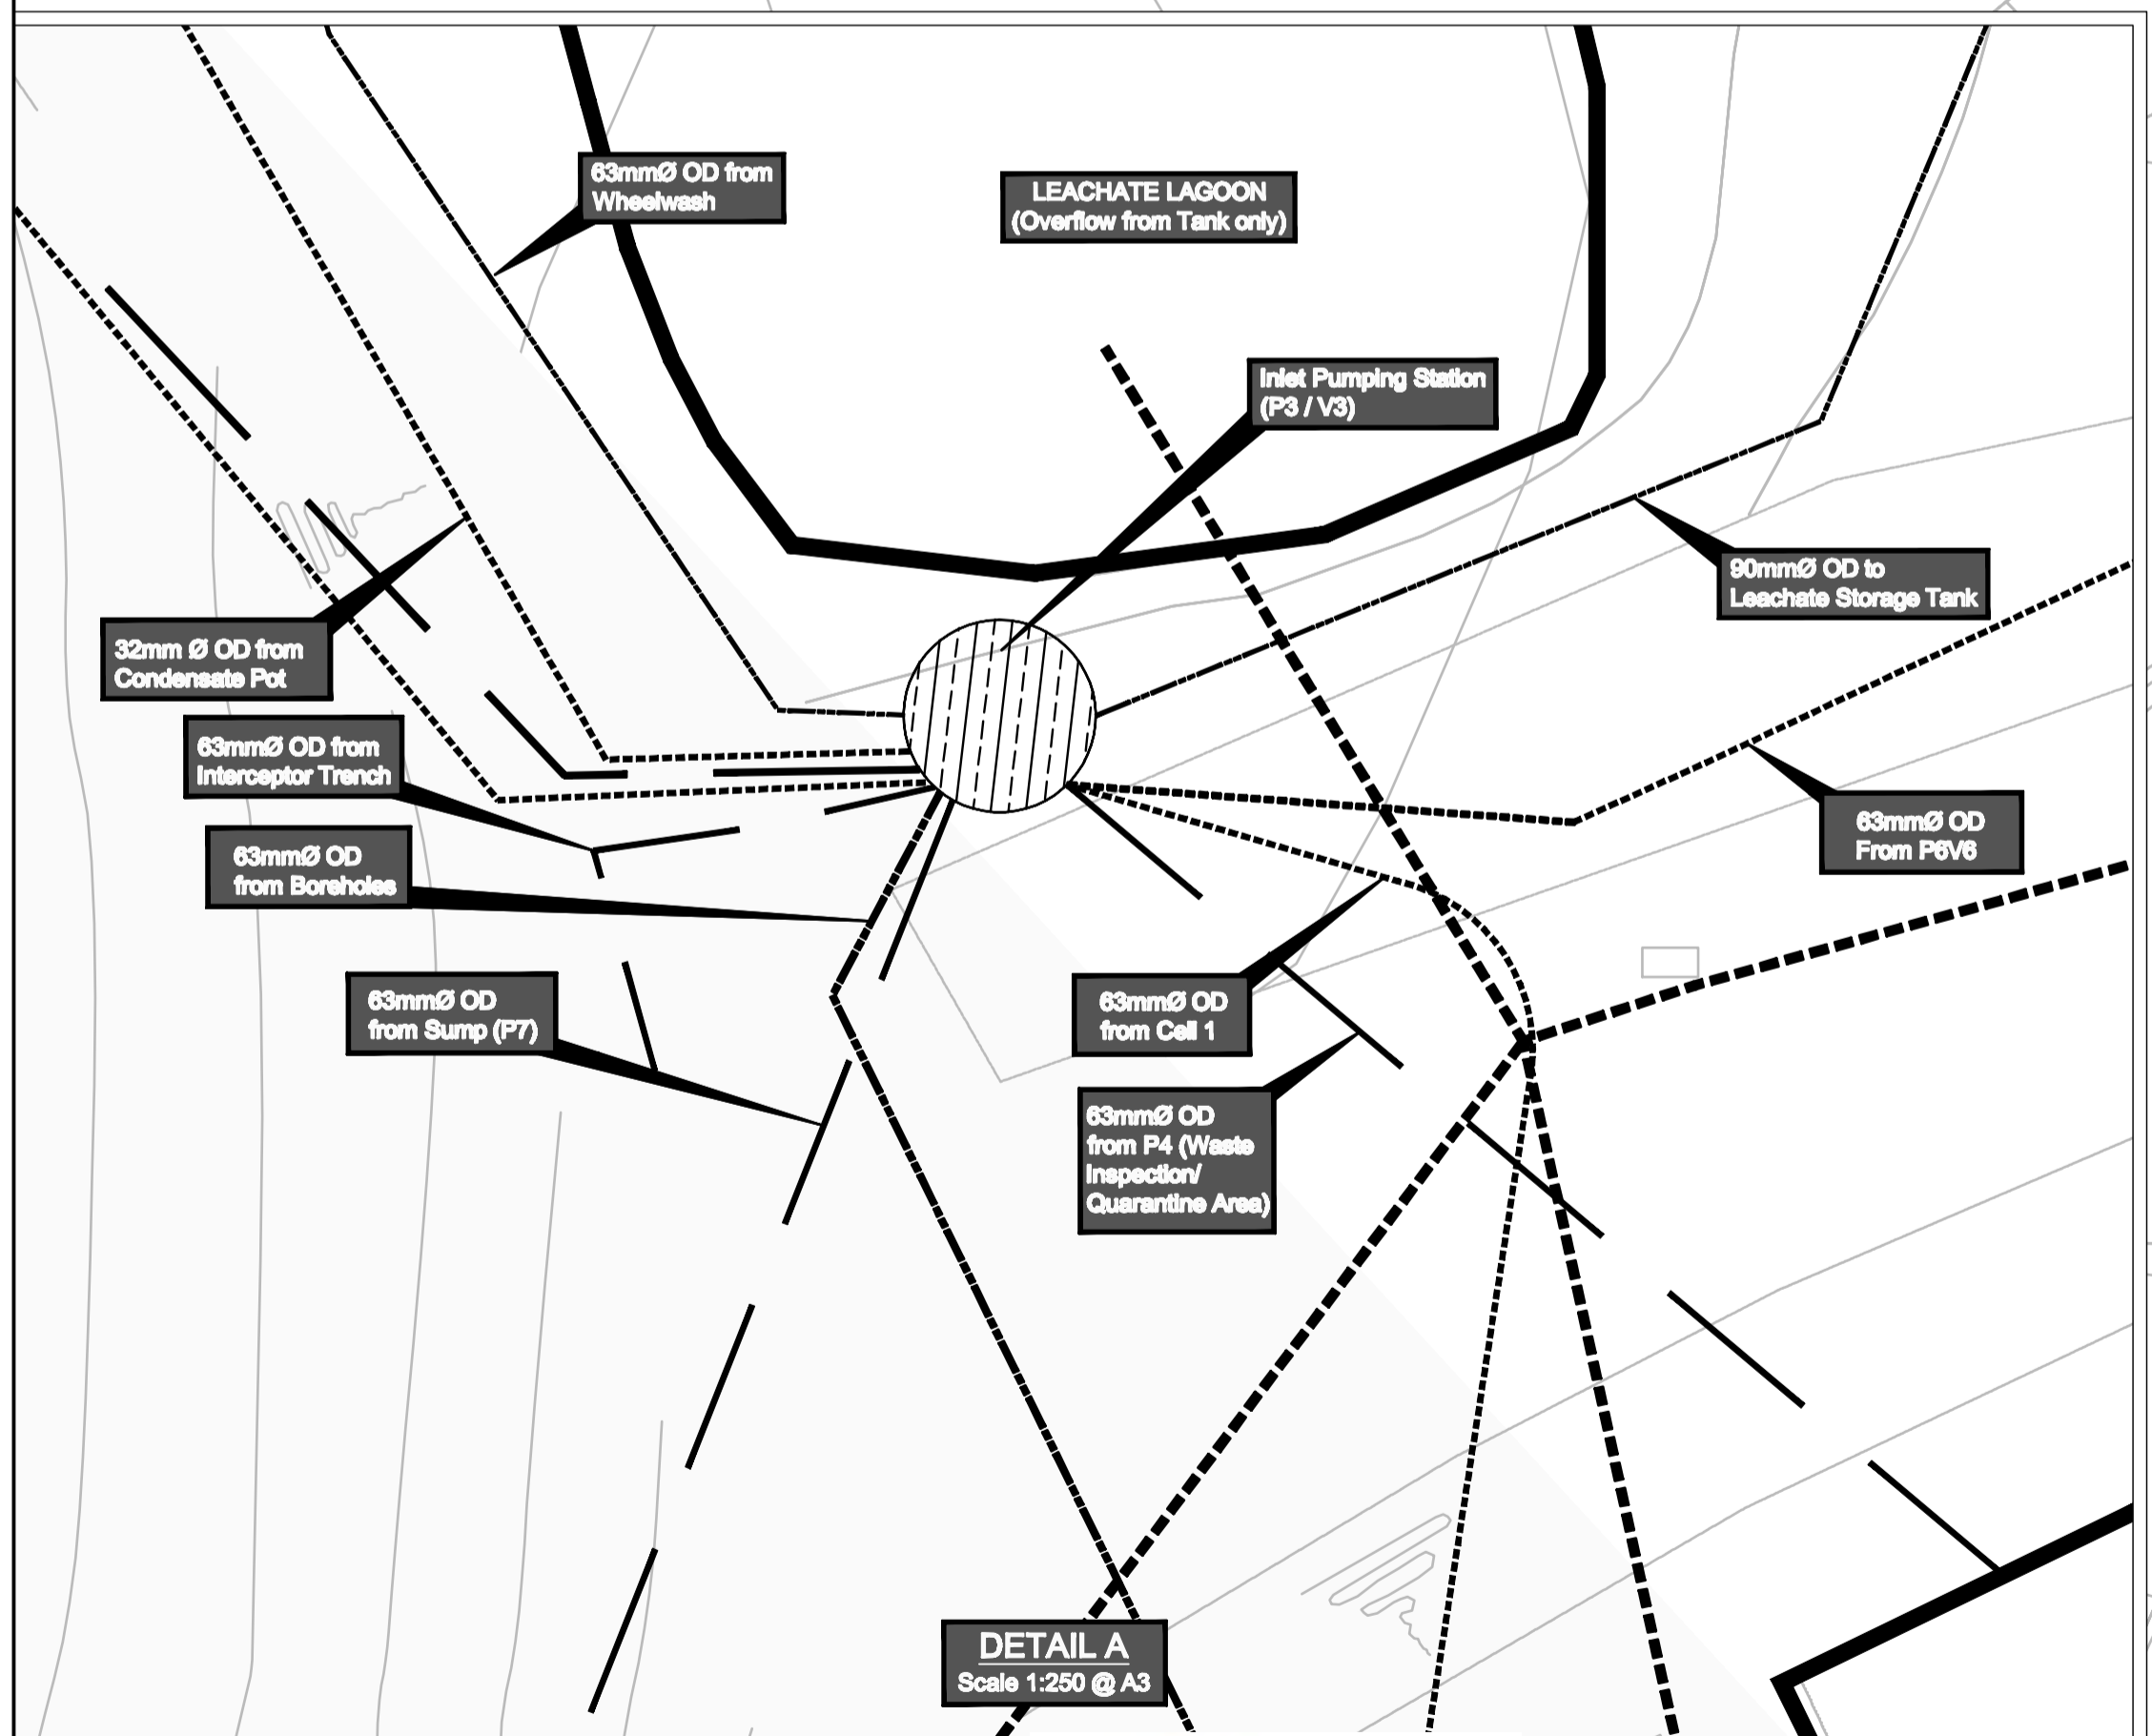 63mmØ OD from
Wheelwash
LEACHATE LAGOON
(Overflow from Tank only)
Inlet Pumping Station
(P3 / V3)
90mmØ OD to
Leachate Storage Tank
32mm Ø OD from
Condensate Pot
63mmØ OD from
Interceptor Trench
63mmØ OD
from Boreholes
63mmØ OD
From P6V6
63mmØ OD
from Sump (P7)
63mmØ OD
from Cell 1
63mmØ OD
from P4 (Waste
Inspection/
Quarantine Area)
DETAIL A
Scale 1:250 @ A3